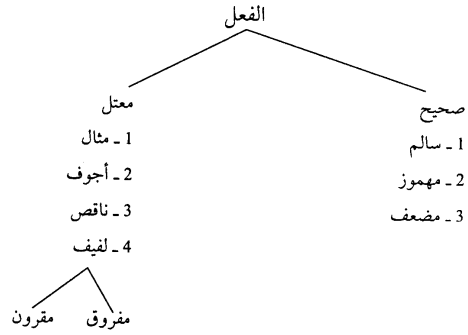 الفعل
صحيح
1 ـ سالم
2 ـ مهموز
3 ـ مضعف
معتل
1 ـ مثال
2 ـ أجوف
3 ـ ناقص
4 ـ لفيف
مفروق
مقرون